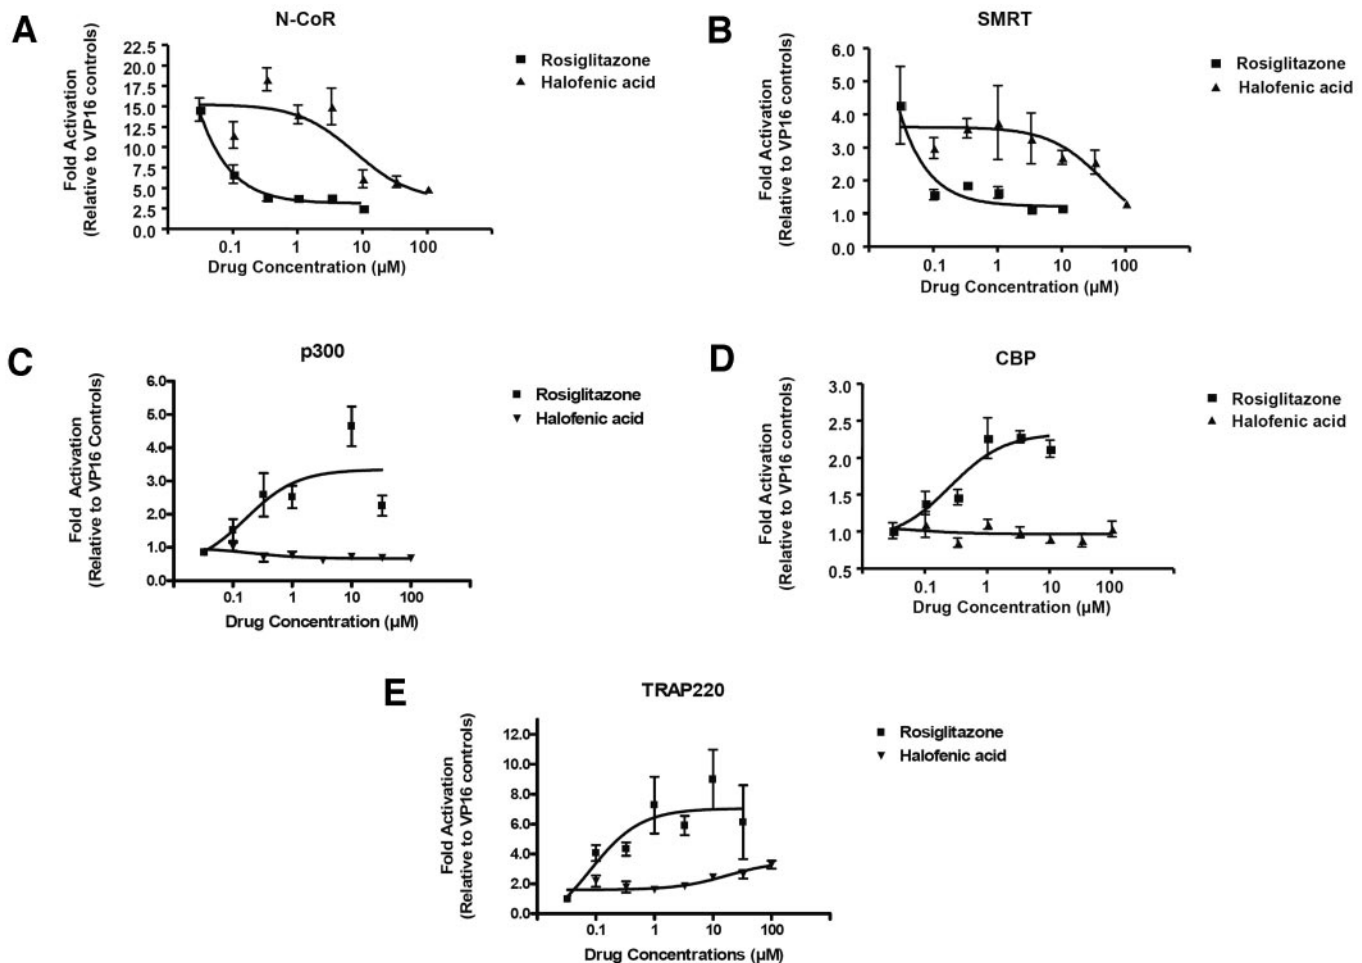 A
N-CoR
Fold Activation
(Relative to VP16 controls)
22.5
20.0
17.5
15.0
12.5
10.0
7.5
5.0
2.5
0.0
0.1
1
10
100
Drug Concentration (µM)
Rosiglitazone
Halofenic acid
B
SMRT
Fold Activation
(Relative to VP16 controls)
6.0
5.0
4.0
3.0
2.0
1.0
0.0
0.1
1
10
100
Drug Concentration (µM)
Rosiglitazone
Halofenic acid
C
p300
Fold Activation
(Relative to VP16 Controls)
6.0
5.0
4.0
3.0
2.0
1.0
0.0
0.1
1
10
100
Drug Concentration (µM)
Rosiglitazone
Halofenic acid
D
CBP
Fold Activation
(Relative to VP16 controls)
3.0
2.5
2.0
1.5
1.0
0.5
0.1
1
10
100
Drug Concentration (µM)
Rosiglitazone
Halofenic acid
E
TRAP220
Fold Activation
(Relative to VP16 controls)
12.0
10.0
8.0
6.0
4.0
2.0
0.0
0.1
1
10
100
Drug Concentrations (µM)
Rosiglitazone
Halofenic acid